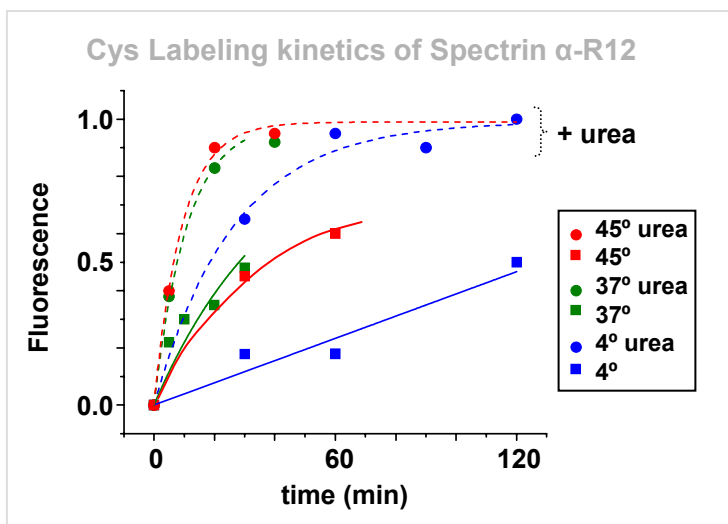 Cys Labeling kinetics of Spectrin α-R12
1.0
+ urea
45º urea
45º
0.5
37º urea
37º
4º urea
4º
0.0
Fluorescence
0 60 120
time (min)